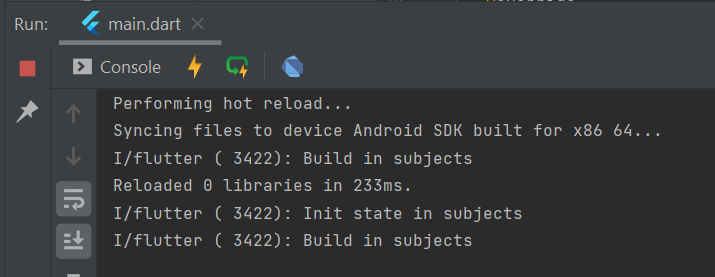 Run:
main.dart
Console
Performing hot reload...
Syncing files to device Android SDK built for x86 64...
I/flutter ( 3422): Build in subjects
Reloaded 0 libraries in 233ms.
I/flutter ( 3422): Init state in subjects
I/flutter ( 3422): Build in subjects